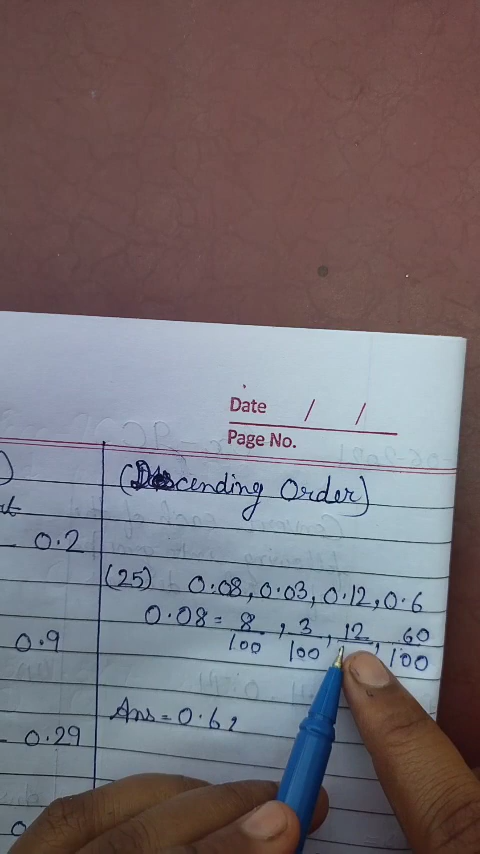 Date / /
Page No.
(Descending Order)
0.2
(25) 0.08, 0.03, 0.12, 0.6
0.08 = 8/100, 3/100, 12/, 60/100
0.9
Ans = 0.6,
0.29